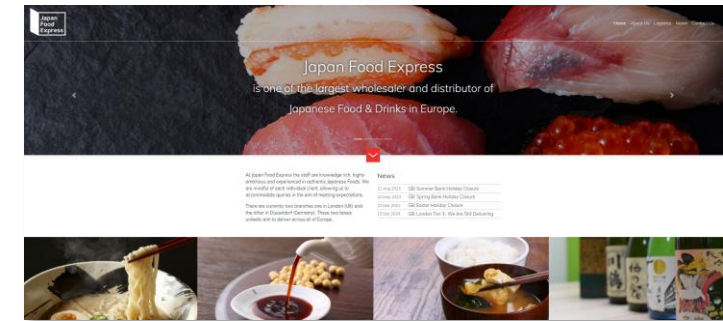 Japan
Food
Express
Home About Us Logistics News Contact Us
Japan Food Express
is one of the largest wholesaler and distributor of
Japanese Food & Drinks in Europe.
At Japan Food Express the staff are knowledge rich, highly
ambitious and experienced in authentic Japanese Foods. We
are mindful of each individual client, allowing us to
accommodate queries in the aim of meeting expectations.
There are currently two branches one in London (UK) and
the other in Düsseldorf (Germany). These two bases
enable JFE to deliver across all of Europe.
News
Summer Bank Holiday Closure
Spring Bank Holiday Closure
Easter Holiday Closure
London Tier 3: We Are Still Delivering